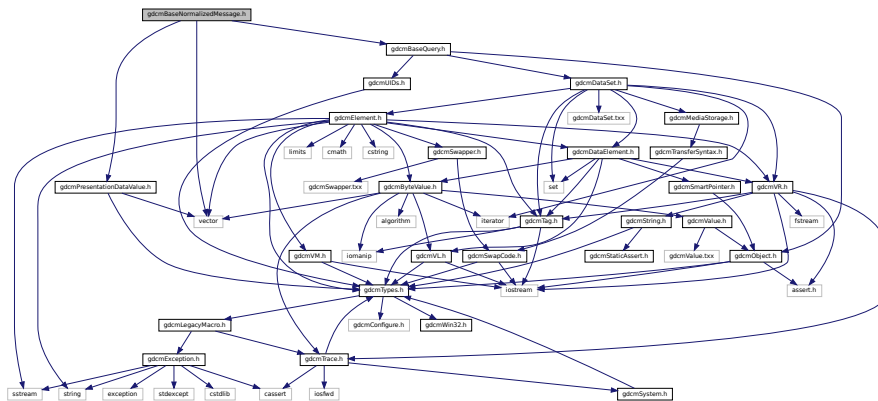 gdcmBaseNormalizedMessage.h
gdcmBaseQuery.h
gdcmUIDs.h
gdcmDataSet.h
gdcmElement.h
gdcmDataSet.txx
gdcmMediaStorage.h
limits
cmath
cstring
gdcmSwapper.h
gdcmDataElement.h
gdcmTransferSyntax.h
gdcmPresentationDataValue.h
gdcmSwapper.txx
gdcmByteValue.h
set
gdcmSmartPointer.h
gdcmVR.h
vector
algorithm
iterator
gdcmTag.h
gdcmString.h
gdcmValue.h
fstream
gdcmVM.h
iomanip
gdcmVL.h
gdcmSwapCode.h
gdcmStaticAssert.h
gdcmValue.txx
gdcmObject.h
gdcmTypes.h
iostream
assert.h
gdcmLegacyMacro.h
gdcmConfigure.h
gdcmWin32.h
gdcmException.h
gdcmTrace.h
sstream
string
exception
stdexcept
cstdlib
cassert
iosfwd
gdcmSystem.h